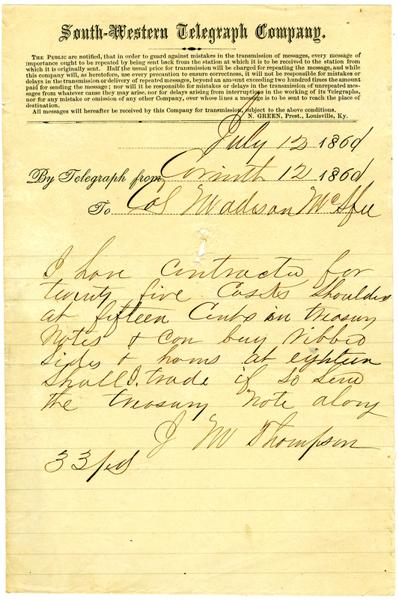 South-Western Telegraph Company.
THE PUBLIC are notified, that in order to guard against mistakes in the transmission of messages, every message of
importance ought to be repeated by being sent back from the station at which it is to be received to the station from
which it is originally sent. Half the usual price for transmission will be charged for repeating the message, and while
this company will, as heretofore, use every precaution to ensure correctness, it will not be responsible for mistakes or
delays in the transmission or delivery of repeated messages, beyond an amount exceeding two hundred times the amount
paid for sending the message; nor will it be responsible for mistakes or delays in the transmission of unrepeated mes-
sages from whatever cause they may arise, nor for delays arising from interruptions in the working of its Telegraphs,
nor for any mistake or omission of any other Company, over whose lines a message is to be sent to reach the place of
destination.
All messages will hereafter be received by this Company for transmission, subject to the above conditions.
N. GREEN, Prest., Louisville, Ky.
July 12 1861
By Telegraph from Corinth 12 1861
To Col Madison McAfee
I have contracted for
twenty five Casks Shoulders
at fifteen Cents in treasury
Notes & can buy ribbed
sides & hams at eighteen
Shall I trade if so send
the treasury note along
J M Thompson
33 pd